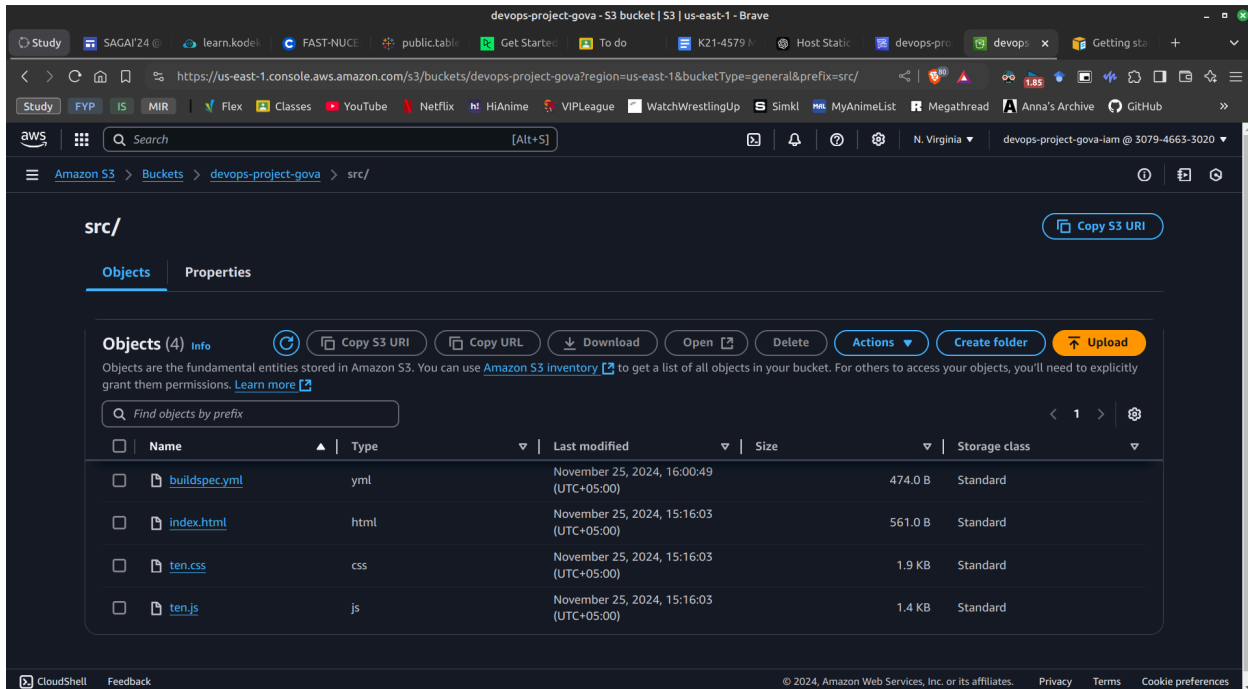 devops-project-gova - S3 bucket | S3 | us-east-1 - Brave
Study SAGAI'24 @ learn.kodek FAST-NUCE public.table Get Started To do K21-4579 M Host Static devops-pro devops Getting sta
https://us-east-1.console.aws.amazon.com/s3/buckets/devops-project-gova?region=us-east-1&bucketType=general&prefix=src/ 80 1.85
Study FYP IS MIR Flex Classes YouTube Netflix h! HiAnime VIPLeague WatchWrestlingUp Simkl MAL MyAnimeList Megathread Anna's Archive GitHub »
aws Search [Alt+S] N. Virginia devops-project-gova-iam @ 3079-4663-3020
Amazon S3 > Buckets > devops-project-gova > src/
src/
Copy S3 URI
Objects Properties
Objects (4) Info Copy S3 URI Copy URL Download Open Delete Actions Create folder Upload
Objects are the fundamental entities stored in Amazon S3. You can use Amazon S3 inventory to get a list of all objects in your bucket. For others to access your objects, you'll need to explicitly
grant them permissions. Learn more
Find objects by prefix 1
Name Type Last modified Size Storage class
buildspec.yml yml November 25, 2024, 16:00:49 (UTC+05:00) 474.0 B Standard
index.html html November 25, 2024, 15:16:03 (UTC+05:00) 561.0 B Standard
ten.css css November 25, 2024, 15:16:03 (UTC+05:00) 1.9 KB Standard
ten.js js November 25, 2024, 15:16:03 (UTC+05:00) 1.4 KB Standard
CloudShell Feedback © 2024, Amazon Web Services, Inc. or its affiliates. Privacy Terms Cookie preferences